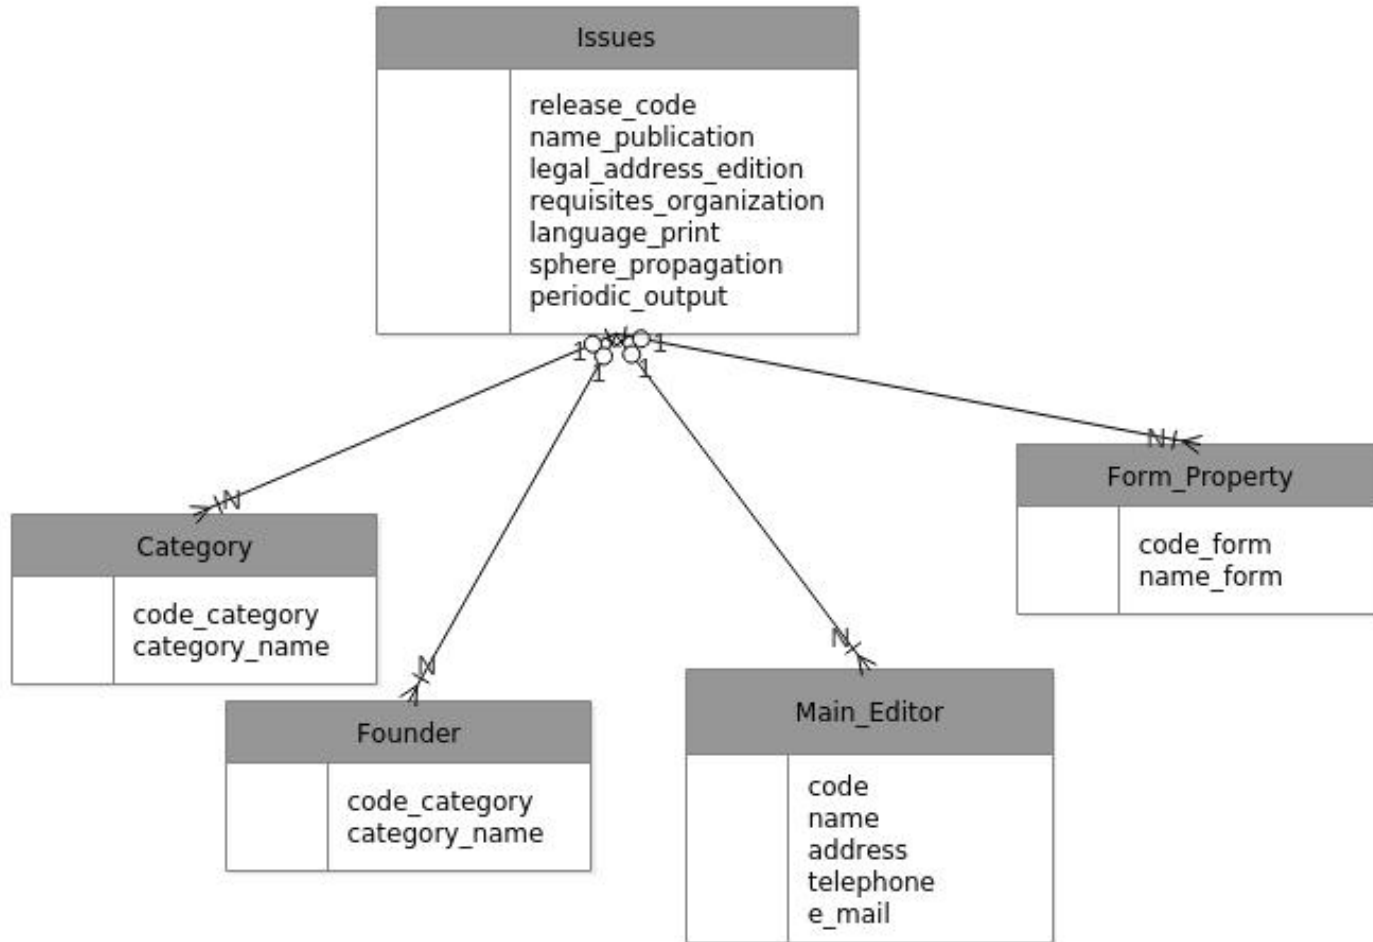 Issues
release_code
name_publication
legal_address_edition
requisites_organization
language_print
sphere_propagation
periodic_output
1
1
1
1
N
Form_Property
code_form
name_form
N
Category
code_category
category_name
N
Founder
code_category
category_name
N
Main_Editor
code
name
address
telephone
e_mail